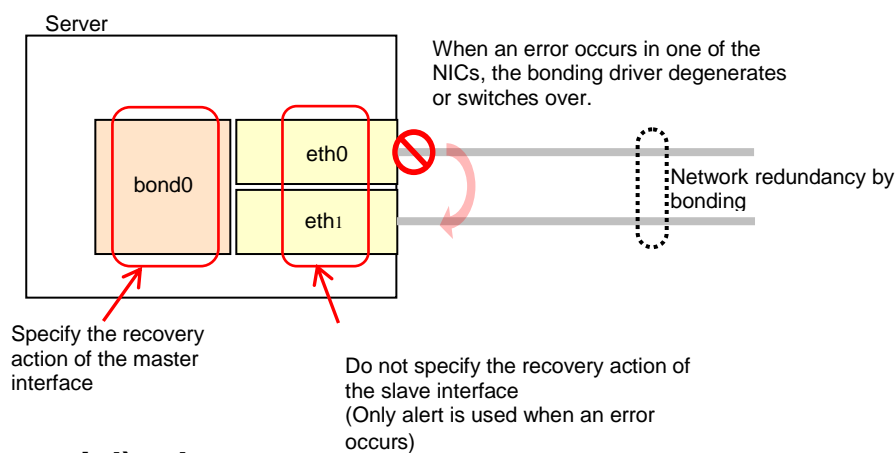 Server
When an error occurs in one of the
NICs, the bonding driver degenerates
or switches over.
eth0
bond0
eth1
Network redundancy by
bonding
Specify the recovery
action of the master
interface
Do not specify the recovery action of
the slave interface
(Only alert is used when an error
occurs)